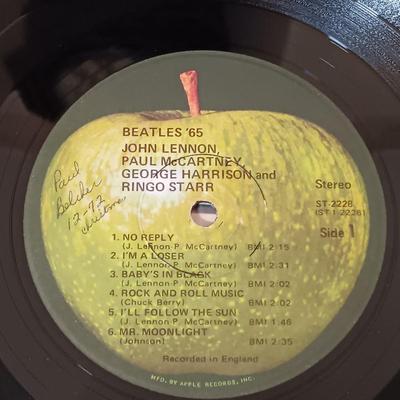 BEATLES '65
JOHN LENNON,
PAUL McCARTNEY,
GEORGE HARRISON and
RINGO STARR
Stereo
ST-2228
(ST 1-2228)
Side 1
Paul
Belcher
12-72
Christmas
1 NO REPLY
(J. Lennon-P. McCartney) BMI 2:15
2 I'M A LOSER
(J. Lennon-P. McCartney) BMI 2:31
3 BABY'S IN BLACK
(J. Lennon-P. McCartney) BMI 2:02
4 ROCK AND ROLL MUSIC
(Chuck Berry) BMI 2:02
5 I'LL FOLLOW THE SUN
(J. Lennon-P. McCartney) BMI 1:46
6 MR. MOONLIGHT
(Johnson) BMI 2:35
Recorded in England
MFD. BY APPLE RECORDS, INC.